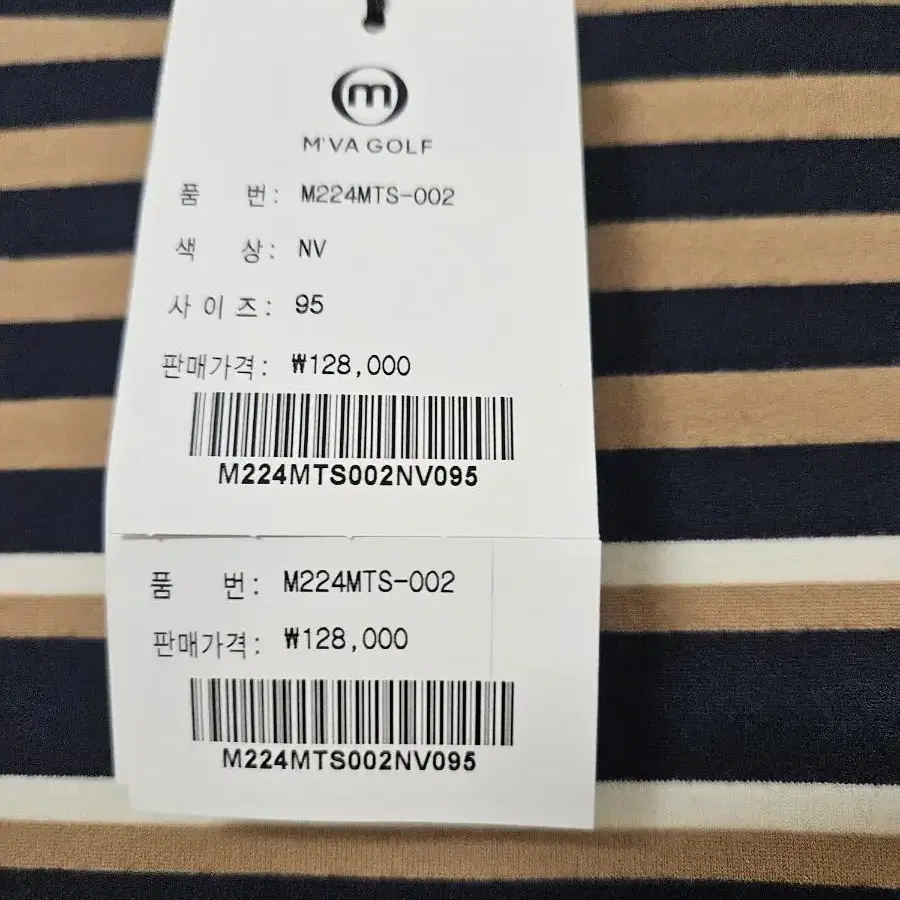 m
M'VA GOLF
품 번: M224MTS-002
색 상: NV
사이즈: 95
판매가격: ₩128,000
M224MTS002NV095
품 번: M224MTS-002
판매가격: ₩128,000
M224MTS002NV095